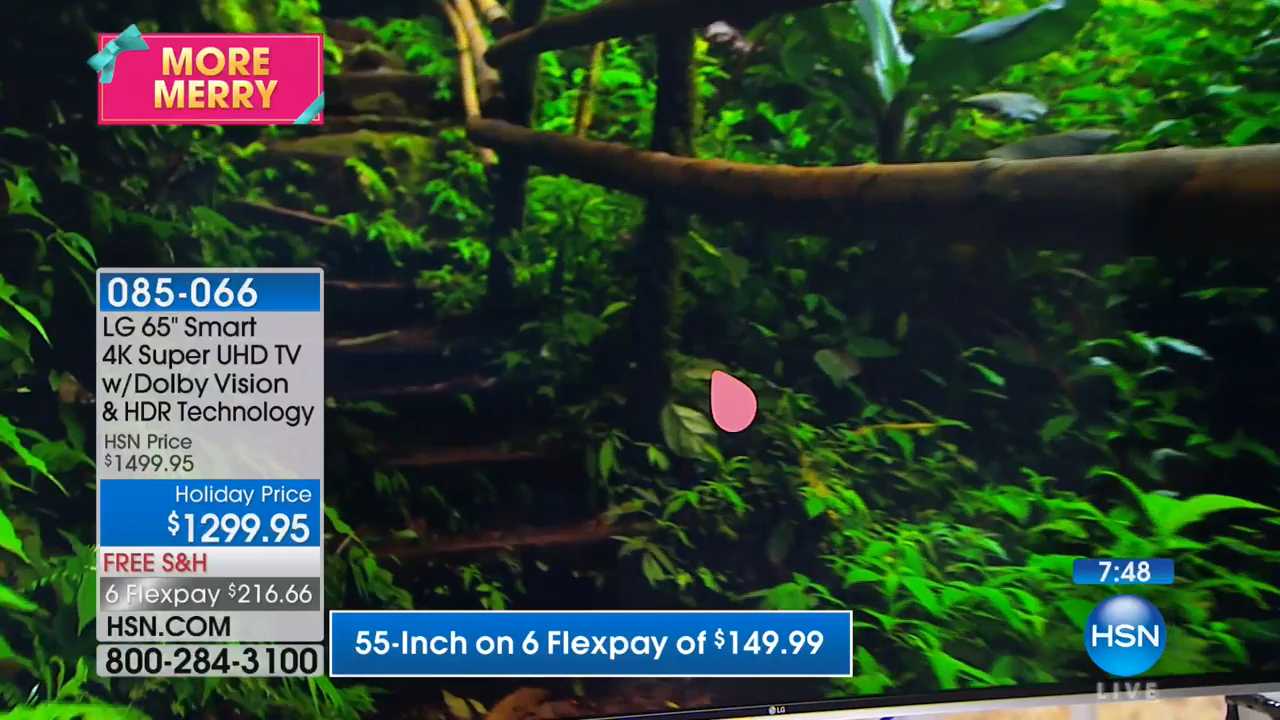 MORE
MERRY
085-066
LG 65" Smart
4K Super UHD TV
w/Dolby Vision
& HDR Technology
HSN Price
$1499.95
Holiday Price
$1299.95
FREE S&H
6 Flexpay $216.66
HSN.COM
800-284-3100
55-Inch on 6 Flexpay of $149.99
7:48
HSN
LIVE
LG